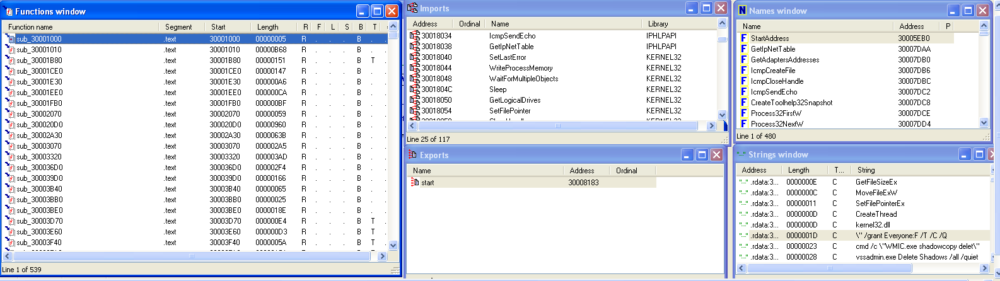 Functions window
Function name Segment Start Length R F L S B T
sub_30001000 .text 30001000 00000005 R . . . B . .
sub_30001010 .text 30001010 00000B68 R . . . B . .
sub_30001B80 .text 30001B80 00000151 R . . . B T .
sub_30001CE0 .text 30001CE0 00000147 R . . . B . .
sub_30001E30 .text 30001E30 000000A6 R . . . B . .
sub_30001EE0 .text 30001EE0 000000CA R . . . B . .
sub_30001FB0 .text 30001FB0 000000BF R . . . B . .
sub_30002070 .text 30002070 00000059 R . . . B . .
sub_300020D0 .text 300020D0 00000960 R . . . B . .
sub_30002A30 .text 30002A30 0000063B R . . . B . .
sub_30003070 .text 30003070 000002A5 R . . . B . .
sub_30003320 .text 30003320 000003AD R . . . B . .
sub_300036D0 .text 300036D0 000002F4 R . . . B . .
sub_300039D0 .text 300039D0 00000166 R . . . B . .
sub_30003B40 .text 30003B40 00000065 R . . . B . .
sub_30003BB0 .text 30003BB0 00000025 R . . . B . .
sub_30003BE0 .text 30003BE0 0000018E R . . . B . .
sub_30003D70 .text 30003D70 000000E4 R . . . B T .
sub_30003E60 .text 30003E60 000000D3 R . . . B T .
sub_30003F40 .text 30003F40 0000005A R . . . B T .
Line 1 of 539
Imports
Address Ordinal Name Library
30018034 IcmpSendEcho IPHLPAPI
30018038 GetIpNetTable IPHLPAPI
30018040 SetLastError KERNEL32
30018044 WriteProcessMemory KERNEL32
30018048 WaitForMultipleObjects KERNEL32
3001804C Sleep KERNEL32
30018050 GetLogicalDrives KERNEL32
30018054 SetFilePointer KERNEL32
Line 25 of 117
Exports
Name Address Ordinal
start 30008183
Names window
Name Address P
F StartAddress 30005EB0
F GetIpNetTable 30007DAA
F GetAdaptersAddresses 30007DB0
F IcmpCreateFile 30007DB6
F IcmpCloseHandle 30007DBC
F IcmpSendEcho 30007DC2
F CreateToolhelp32Snapshot 30007DC8
F Process32FirstW 30007DCE
F Process32NextW 30007DD4
Line 1 of 480
Strings window
Address Length T... String
.rdata:3... 0000000E C GetFileSizeEx
.rdata:3... 0000000C C MoveFileExW
.rdata:3... 00000011 C SetFilePointerEx
.rdata:3... 0000000D C CreateThread
.rdata:3... 0000000D C kernel32.dll
.rdata:3... 0000001D C \" /grant Everyone:F /T /C /Q
.rdata:3... 00000023 C cmd /c \"WMIC.exe shadowcopy delet\"
.rdata:3... 00000028 C vssadmin.exe Delete Shadows /all /quiet